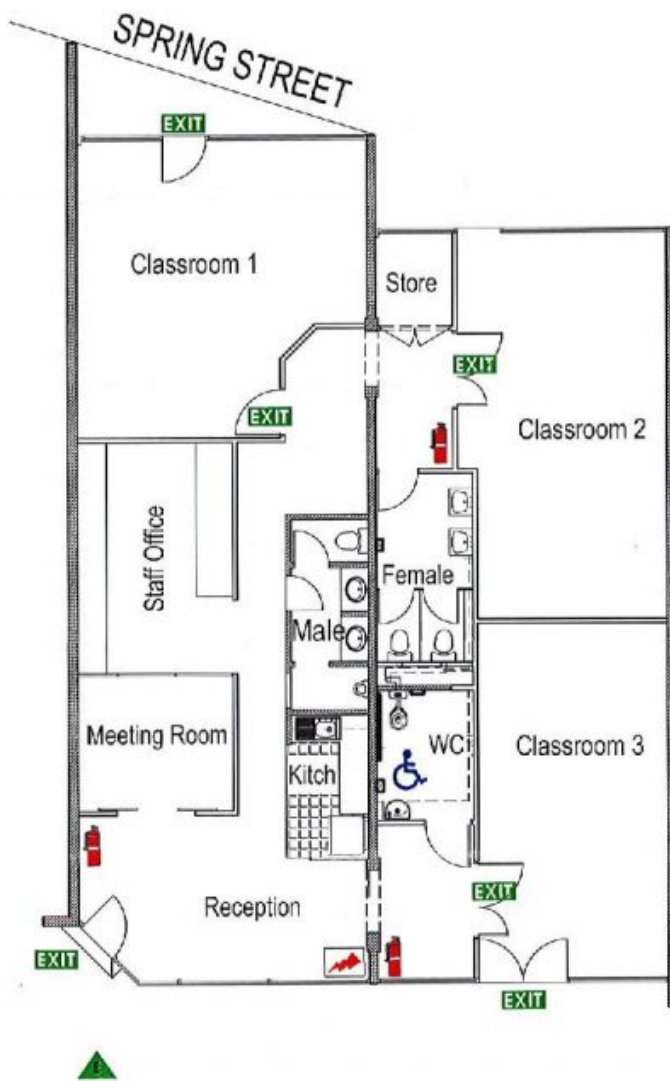 SPRING STREET
EXIT
Classroom 1
Store
EXIT
EXIT
Classroom 2
Staff Office
Female
Male
Meeting Room
WC
Classroom 3
Kitch
EXIT
Reception
EXIT
EXIT